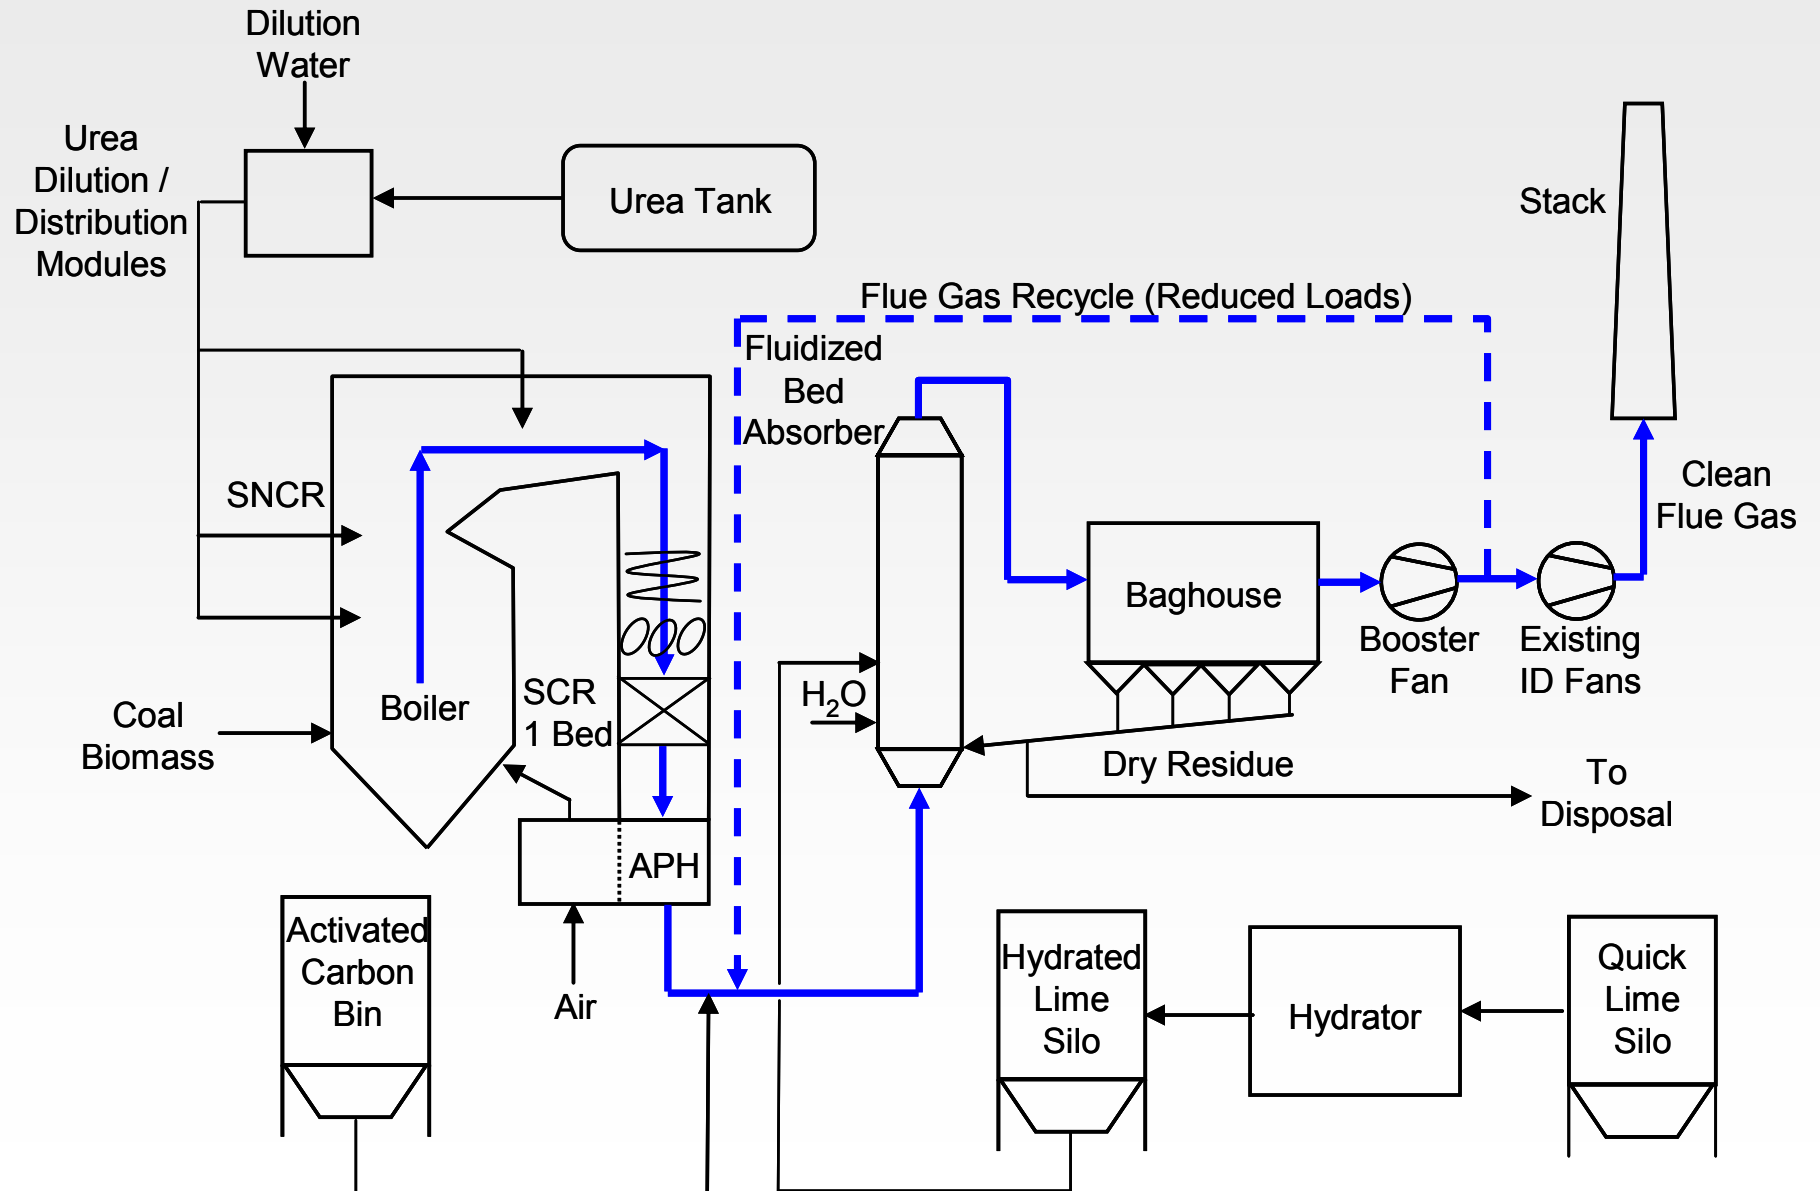 Dilution
Water
Urea
Dilution /
Distribution
Modules
Urea Tank
Stack
Flue Gas Recycle (Reduced Loads)
Fluidized
Bed
Absorber
SNCR
Clean
Flue Gas
Baghouse
Booster
Fan
Existing
ID Fans
Coal
Biomass
Boiler
SCR
1 Bed
H2O
Dry Residue
To
Disposal
APH
Air
Activated
Carbon
Bin
Hydrated
Lime
Silo
Hydrator
Quick
Lime
Silo